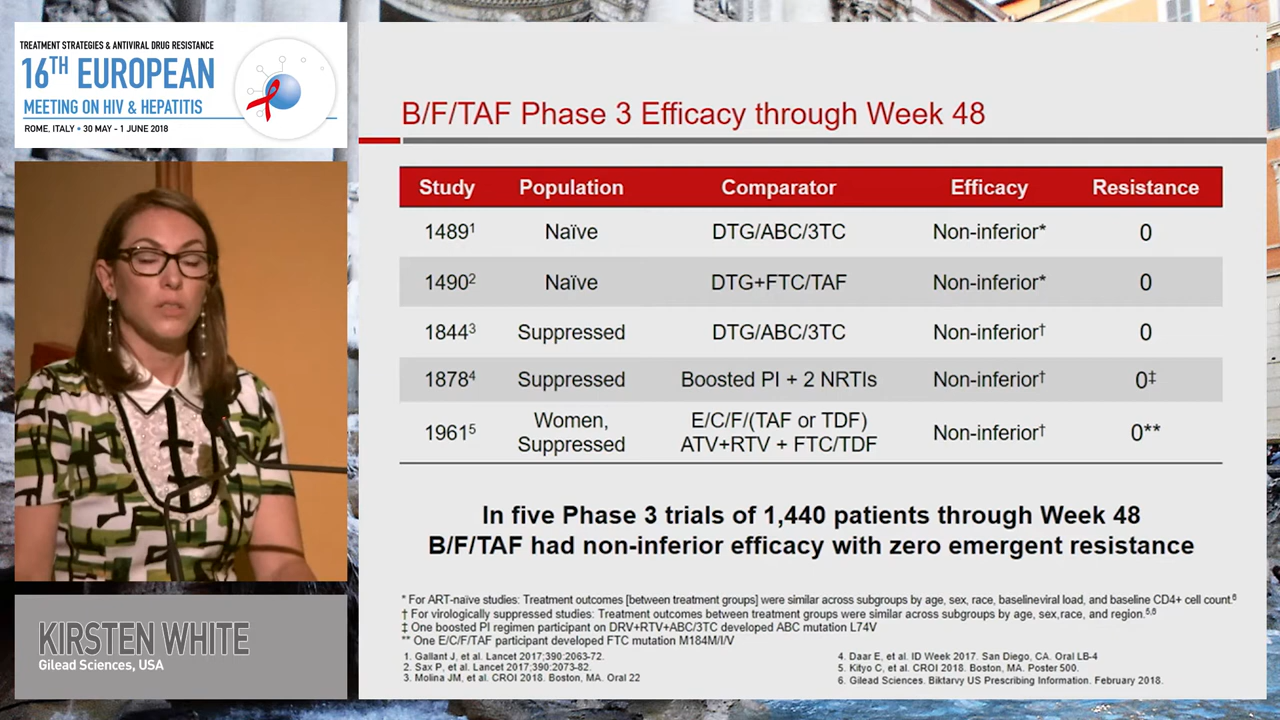 TREATMENT STRATEGIES & ANTIVIRAL DRUG RESISTANCE
16TH EUROPEAN
MEETING ON HIV & HEPATITIS
ROME, ITALY • 30 MAY - 1 JUNE 2018
KIRSTEN WHITE
Gilead Sciences, USA
B/F/TAF Phase 3 Efficacy through Week 48
Study Population Comparator Efficacy Resistance
1489¹ Naïve DTG/ABC/3TC Non-inferior* 0
1490² Naïve DTG+FTC/TAF Non-inferior* 0
1844³ Suppressed DTG/ABC/3TC Non-inferior† 0
1878⁴ Suppressed Boosted PI + 2 NRTIs Non-inferior† 0‡
1961⁵ Women, Suppressed E/C/F/(TAF or TDF) ATV+RTV + FTC/TDF Non-inferior† 0**
In five Phase 3 trials of 1,440 patients through Week 48
B/F/TAF had non-inferior efficacy with zero emergent resistance
* For ART-naïve studies: Treatment outcomes [between treatment groups] were similar across subgroups by age, sex, race, baselineviral load, and baseline CD4+ cell count.⁶
† For virologically suppressed studies: Treatment outcomes between treatment groups were similar across subgroups by age, sex,race, and region.⁵,⁶
‡ One boosted PI regimen participant on DRV+RTV+ABC/3TC developed ABC mutation L74V
** One E/C/F/TAF participant developed FTC mutation M184M/I/V
1. Gallant J, et al. Lancet 2017;390:2063-72.
2. Sax P, et al. Lancet 2017;390:2073-82.
3. Molina JM, et al. CROI 2018. Boston, MA. Oral 22
4. Daar E, et al. ID Week 2017. San Diego, CA. Oral LB-4
5. Kityo C, et al. CROI 2018. Boston, MA. Poster 500.
6. Gilead Sciences. Biktarvy US Prescribing Information. February 2018.